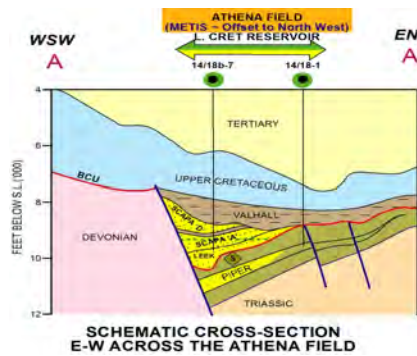 ATHENA FIELD
(METIS ~ Offset to North West)
L. CRET RESERVOIR
WSW
EN
A
A
14/18b-7
14/18-1
4
6
8
10
12
FEET BELOW S.L ('000)
TERTIARY
UPPER CRETACEOUS
BCU
VALHALL
SCAPA 'D'
SCAPA 'A'
LEEK
DEVONIAN
PIPER
TRIASSIC
SCHEMATIC CROSS-SECTION
E-W ACROSS THE ATHENA FIELD